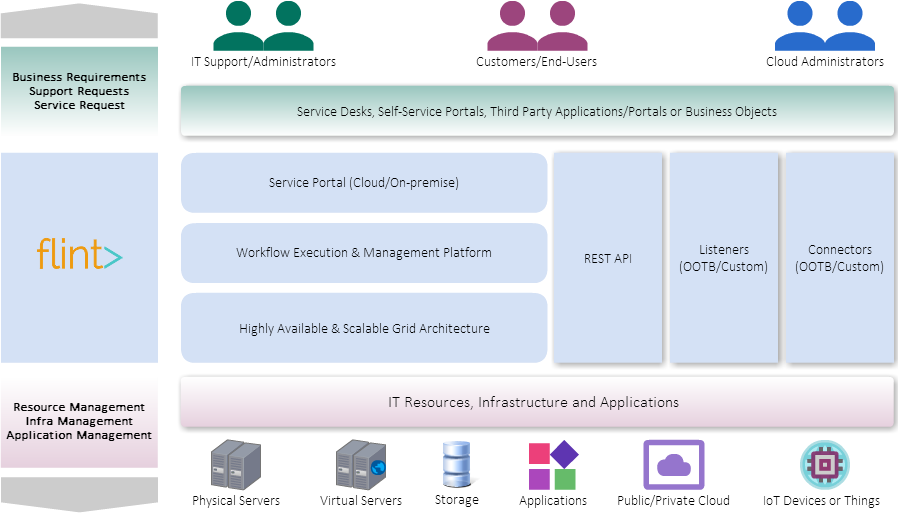 IT Support/Administrators
Customers/End-Users
Cloud Administrators
Business Requirements
Support Requests
Service Request
Service Desks, Self-Service Portals, Third Party Applications/Portals or Business Objects
flint>
Service Portal (Cloud/On-premise)
Workflow Execution & Management Platform
Highly Available & Scalable Grid Architecture
REST API
Listeners
(OOTB/Custom)
Connectors
(OOTB/Custom)
Resource Management
Infra Management
Application Management
IT Resources, Infrastructure and Applications
Physical Servers
Virtual Servers
Storage
Applications
Public/Private Cloud
IoT Devices or Things